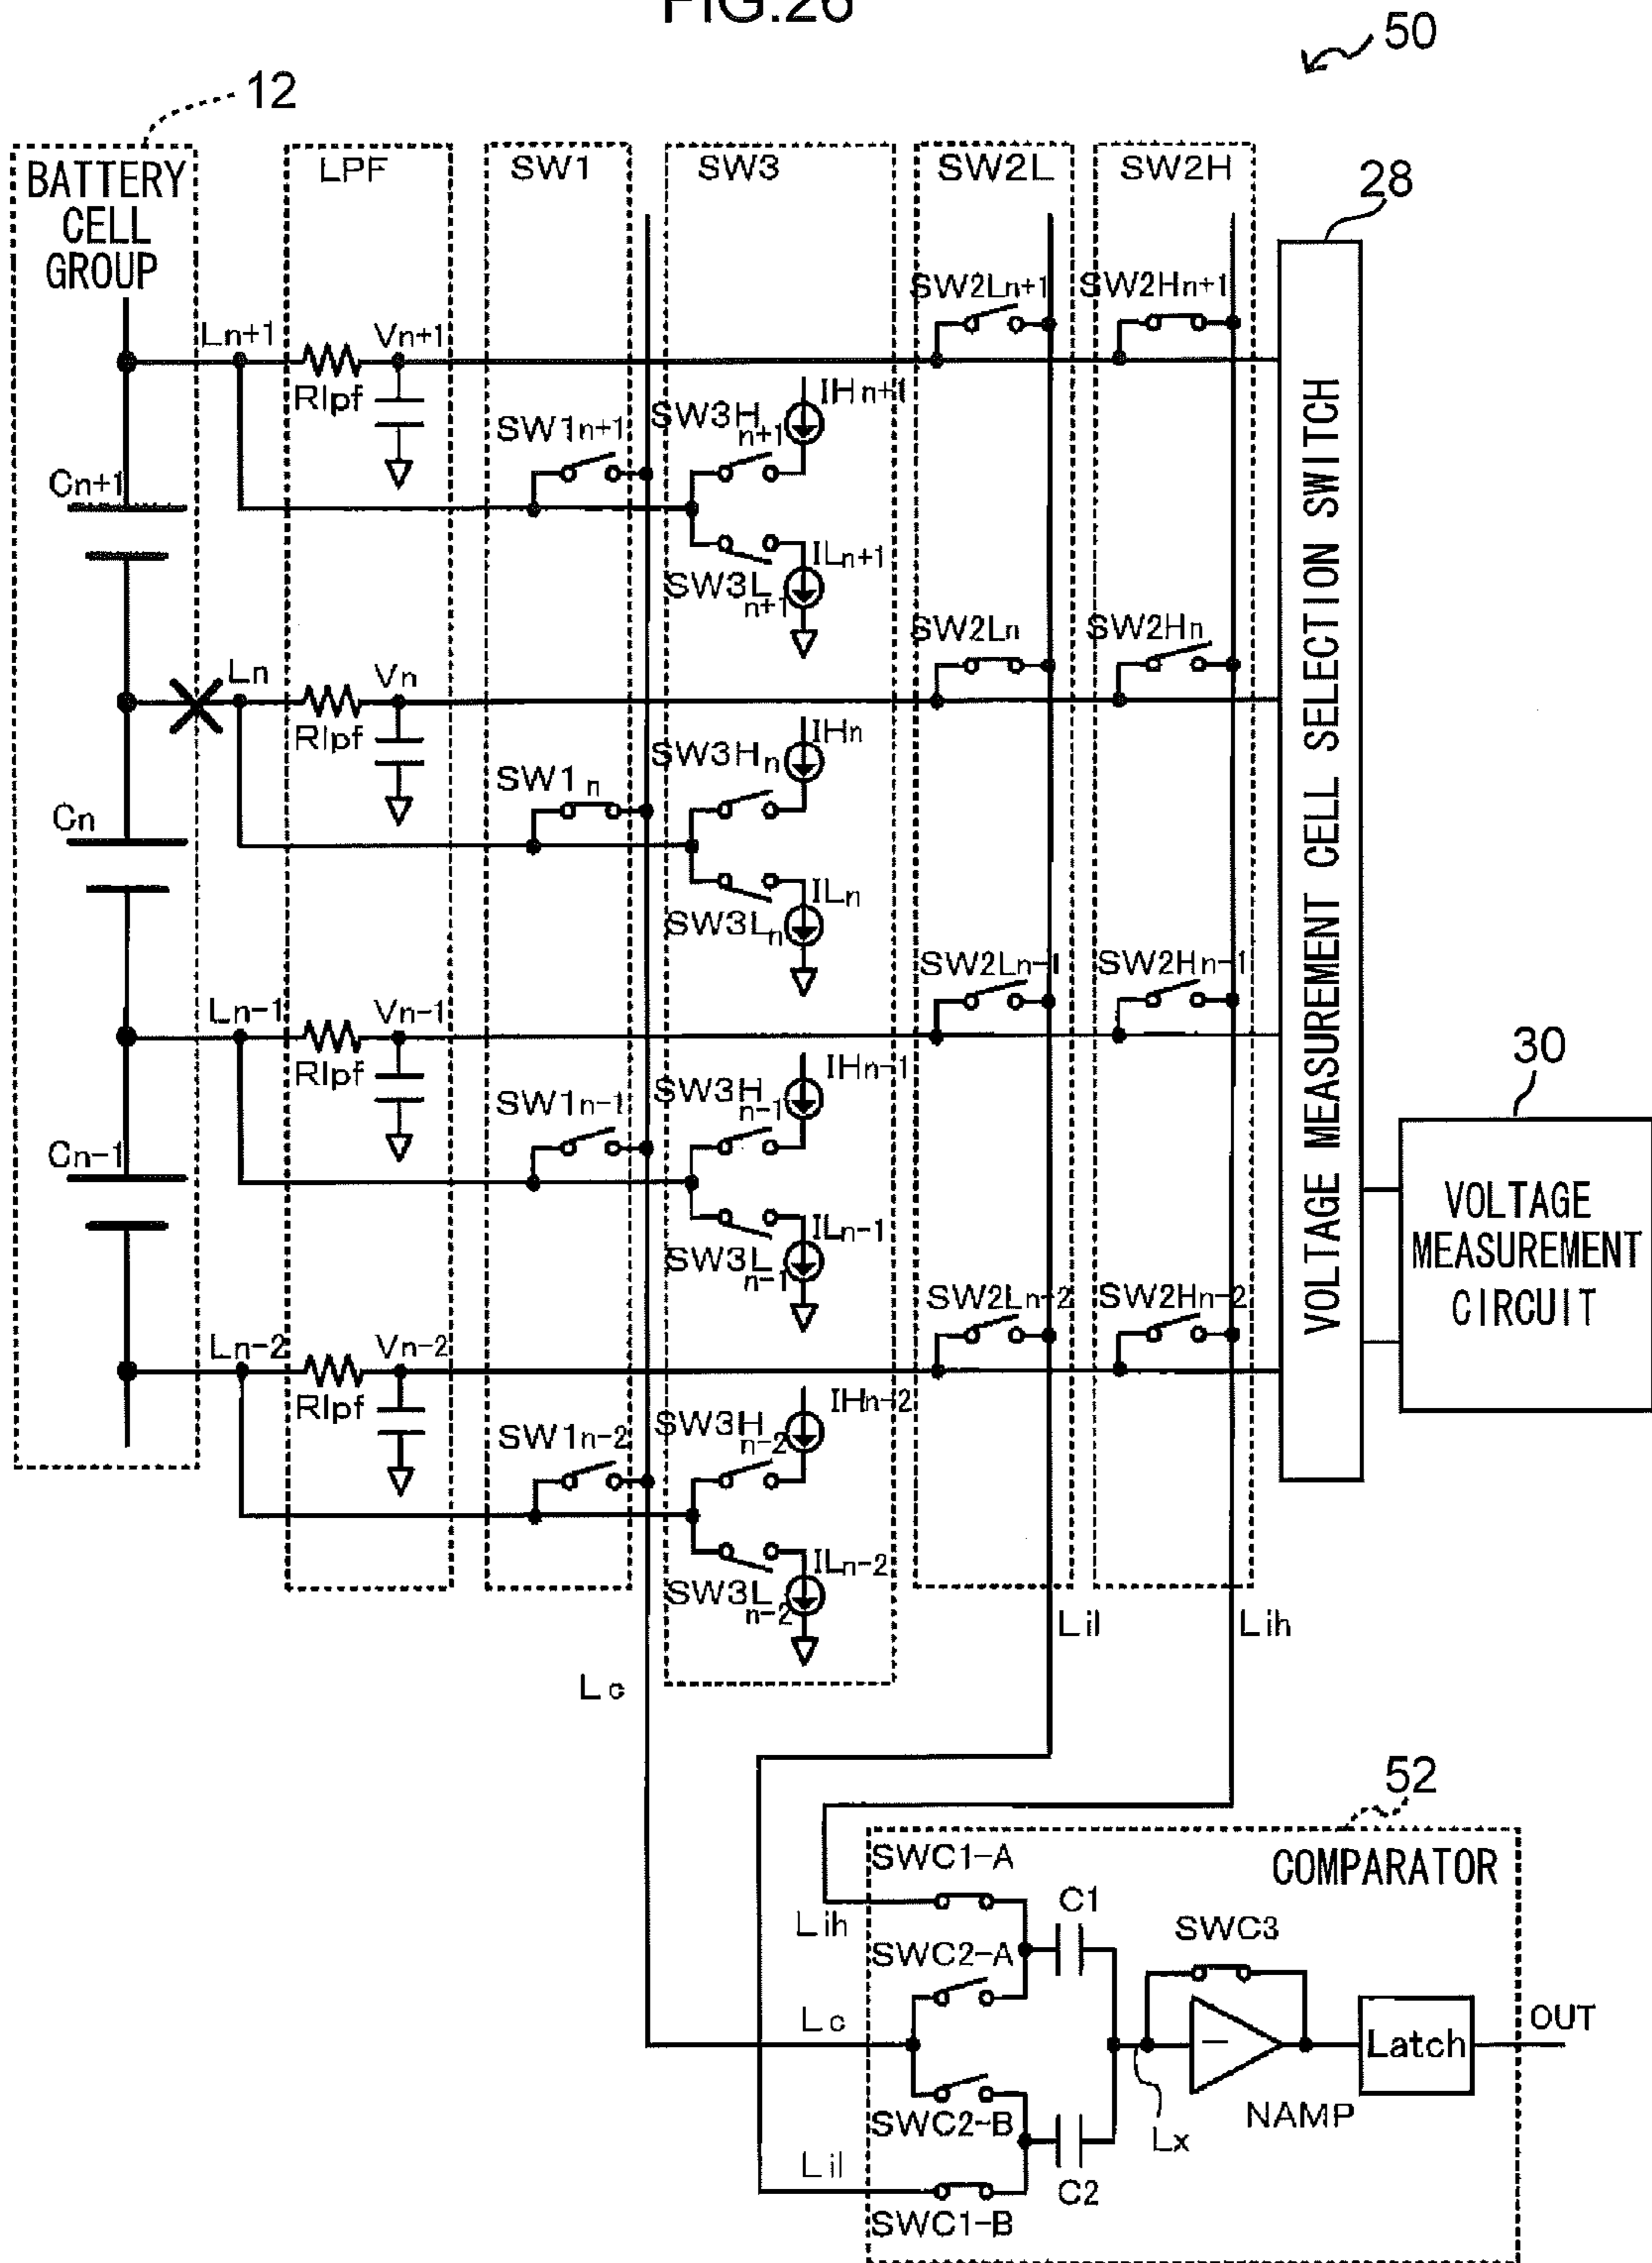 FIG.26
50
12
BATTERY
CELL
GROUP
LPF
SW1
SW3
SW2L
SW2H
28
SW2Ln+1
SW2Hn+1
Ln+1
Vn+1
Rlpf
IHn+1
SW3H
n+1
SW1n+1
Cn+1
ILn+1
SW3L
n+1
SW2Ln
SW2Hn
Ln
Vn
Rlpf
IHn
SW3Hn
SW1n
Cn
ILn
SW3Ln
SW2Ln-1
SW2Hn-1
Ln-1
Vn-1
Rlpf
IHn-1
SW3H
n-1
SW1n-1
Cn-1
ILn-1
SW3L
n-1
SW2Ln-2
SW2Hn-2
Ln-2
Vn-2
Rlpf
IHn-2
SW3H
n-2
SW1n-2
ILn-2
SW3L
n-2
VOLTAGE MEASUREMENT CELL SELECTION SWITCH
30
VOLTAGE
MEASUREMENT
CIRCUIT
Lil
Lih
Lc
52
COMPARATOR
SWC1-A
Lih
C1
SWC3
SWC2-A
Lc
Latch
OUT
SWC2-B
Lx
NAMP
Lil
C2
SWC1-B